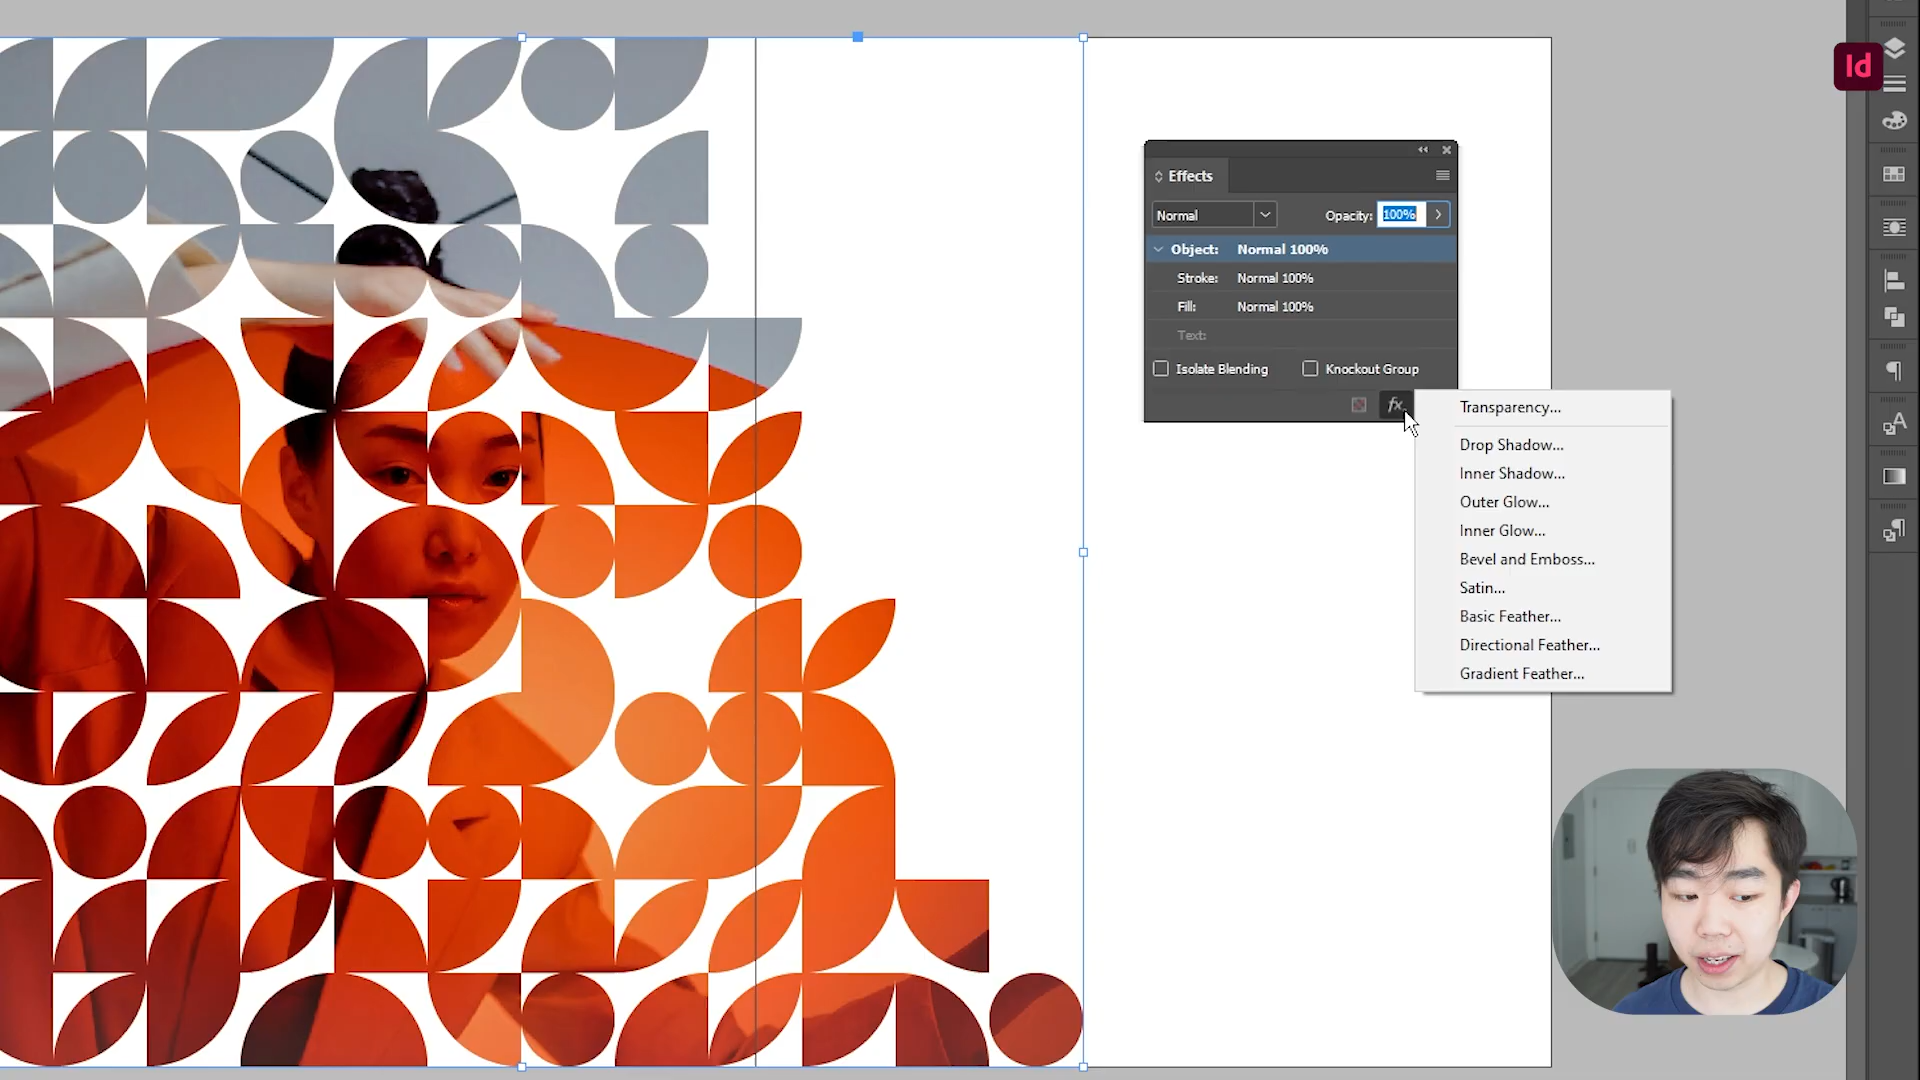 Id
Effects
Normal Opacity: 100%
Object: Normal 100%
Stroke: Normal 100%
Fill: Normal 100%
Text:
Isolate Blending Knockout Group
fx.
Transparency...
Drop Shadow...
Inner Shadow...
Outer Glow...
Inner Glow...
Bevel and Emboss...
Satin...
Basic Feather...
Directional Feather...
Gradient Feather...